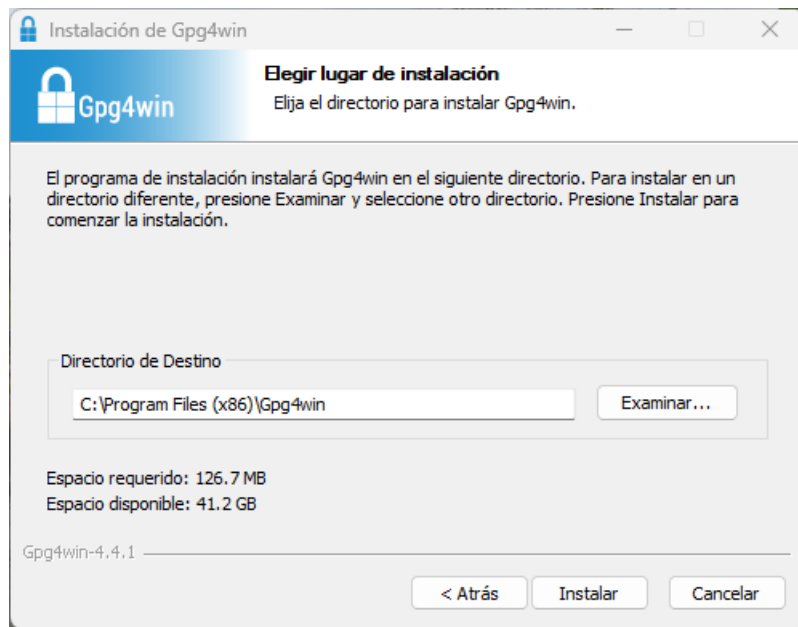 Instalación de Gpg4win
Gpg4win
Elegir lugar de instalación
Elija el directorio para instalar Gpg4win.
El programa de instalación instalará Gpg4win en el siguiente directorio. Para instalar en un
directorio diferente, presione Examinar y seleccione otro directorio. Presione Instalar para
comenzar la instalación.
Directorio de Destino
C:\Program Files (x86)\Gpg4win
Examinar...
Espacio requerido: 126.7 MB
Espacio disponible: 41.2 GB
Gpg4win-4.4.1
< Atrás
Instalar
Cancelar